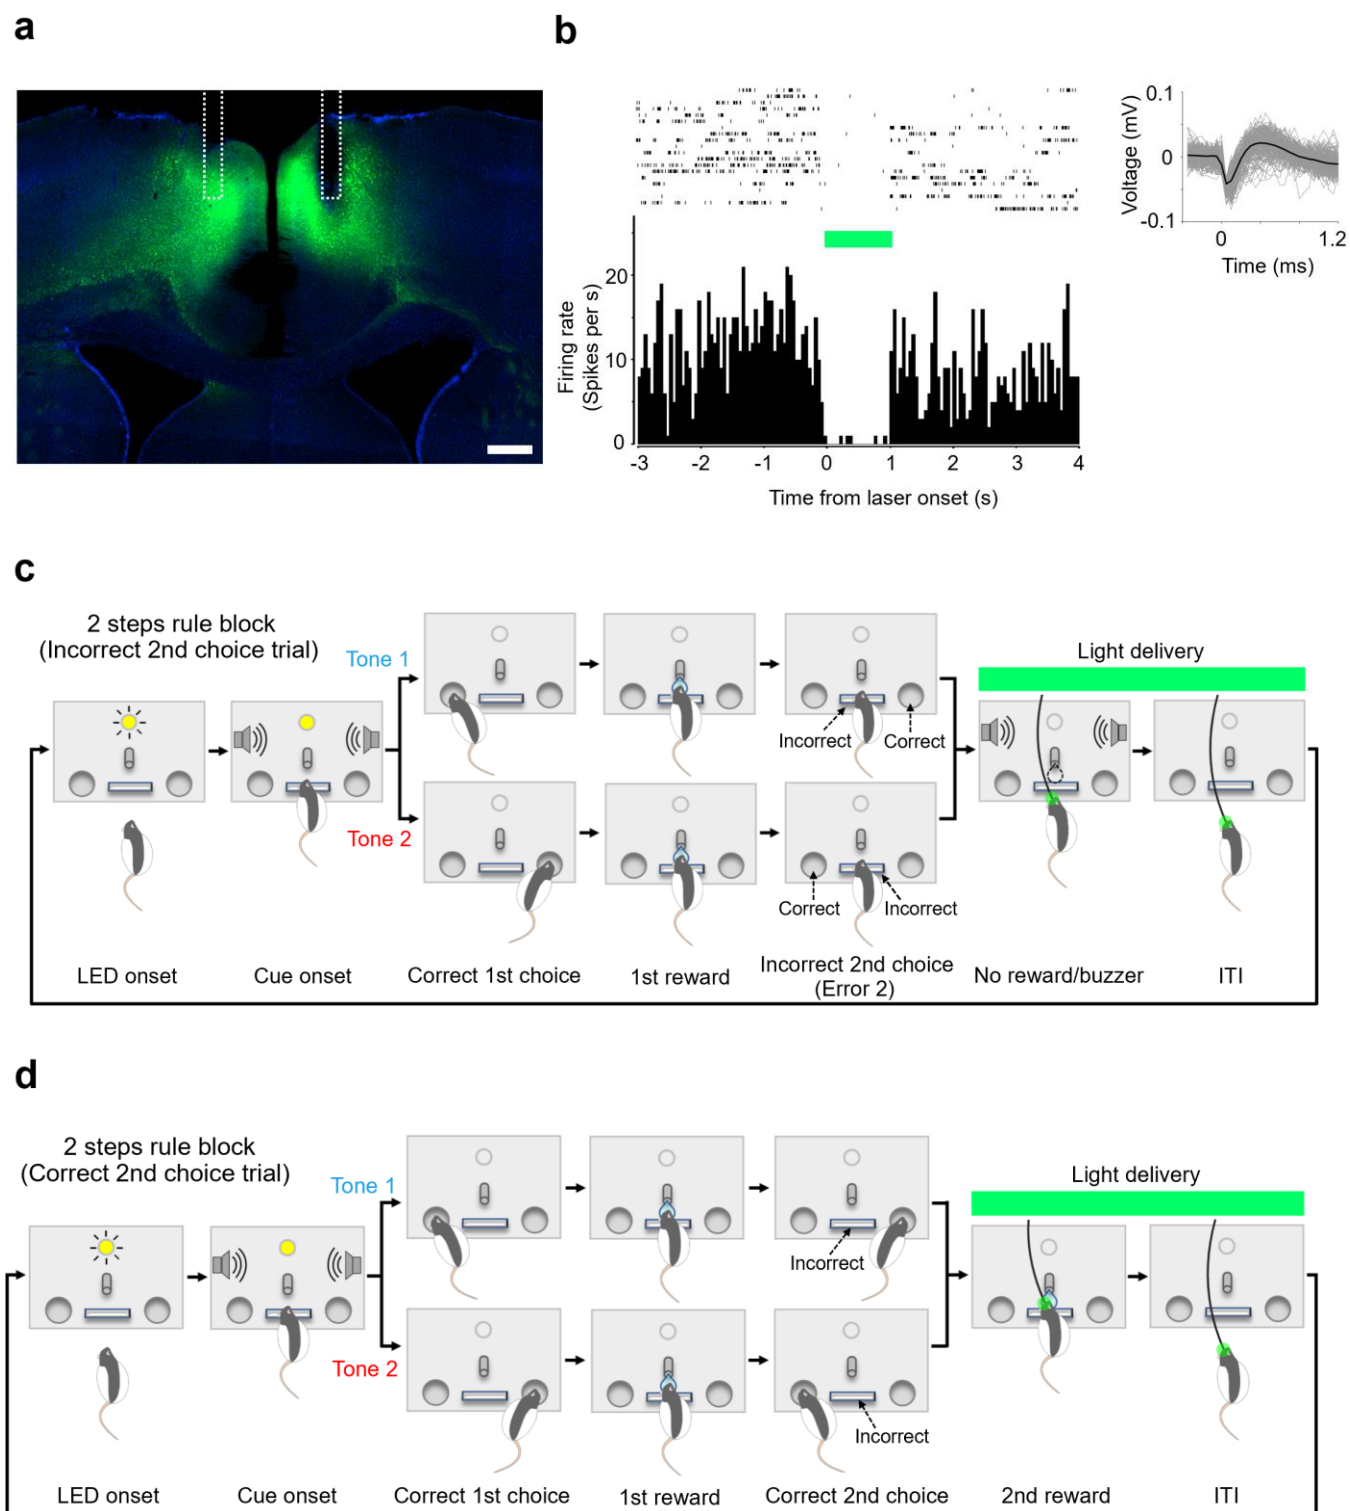 a
b
0.1
Voltage (mV)
0
-0.1
0
1.2
Time (ms)
Firing rate
(Spikes per s)
20
10
0
-3
-2
-1
0
1
2
3
4
Time from laser onset (s)
c
2 steps rule block
(Incorrect 2nd choice trial)
Tone 1
Light delivery
Incorrect
Correct
Tone 2
Correct
Incorrect
LED onset
Cue onset
Correct 1st choice
1st reward
Incorrect 2nd choice
(Error 2)
No reward/buzzer
ITI
d
2 steps rule block
(Correct 2nd choice trial)
Tone 1
Light delivery
Incorrect
Tone 2
Incorrect
LED onset
Cue onset
Correct 1st choice
1st reward
Correct 2nd choice
2nd reward
ITI